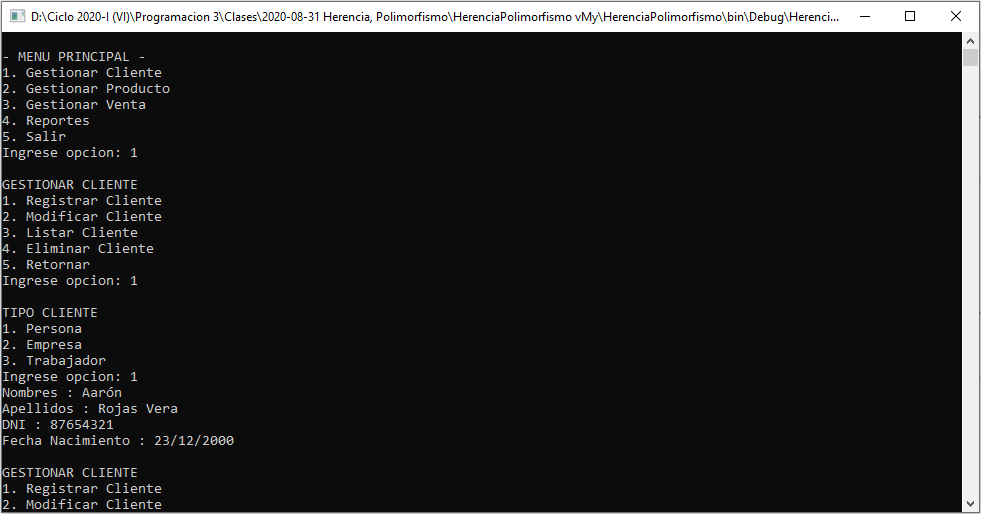 D:\Ciclo 2020-I (VI)\Programacion 3\Clases\2020-08-31 Herencia, Polimorfismo\HerenciaPolimorfismo vMy\HerenciaPolimorfismo\bin\Debug\Herenci...
- MENU PRINCIPAL -
1. Gestionar Cliente
2. Gestionar Producto
3. Gestionar Venta
4. Reportes
5. Salir
Ingrese opcion: 1
GESTIONAR CLIENTE
1. Registrar Cliente
2. Modificar Cliente
3. Listar Cliente
4. Eliminar Cliente
5. Retornar
Ingrese opcion: 1
TIPO CLIENTE
1. Persona
2. Empresa
3. Trabajador
Ingrese opcion: 1
Nombres : Aarón
Apellidos : Rojas Vera
DNI : 87654321
Fecha Nacimiento : 23/12/2000
GESTIONAR CLIENTE
1. Registrar Cliente
2. Modificar Cliente